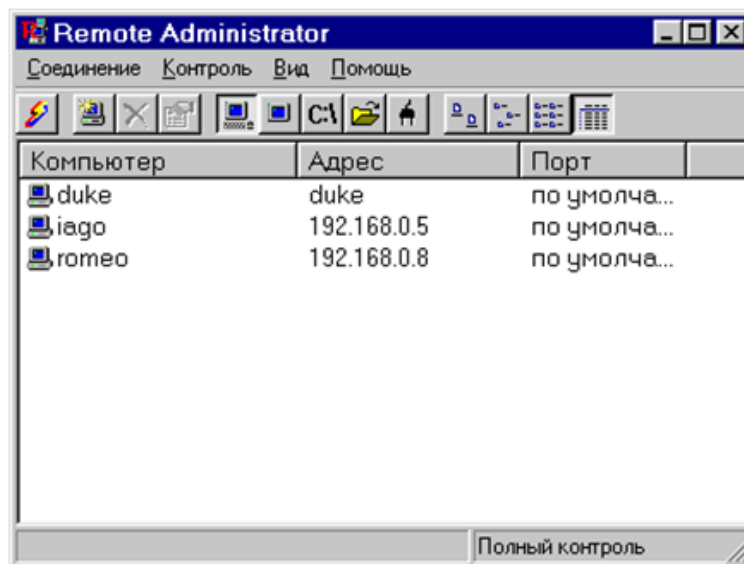 Remote Administrator
Соединение Контроль Вид Помощь
C:\
Компьютер Адрес Порт
duke duke по умолча...
iago 192.168.0.5 по умолча...
romeo 192.168.0.8 по умолча...
Полный контроль